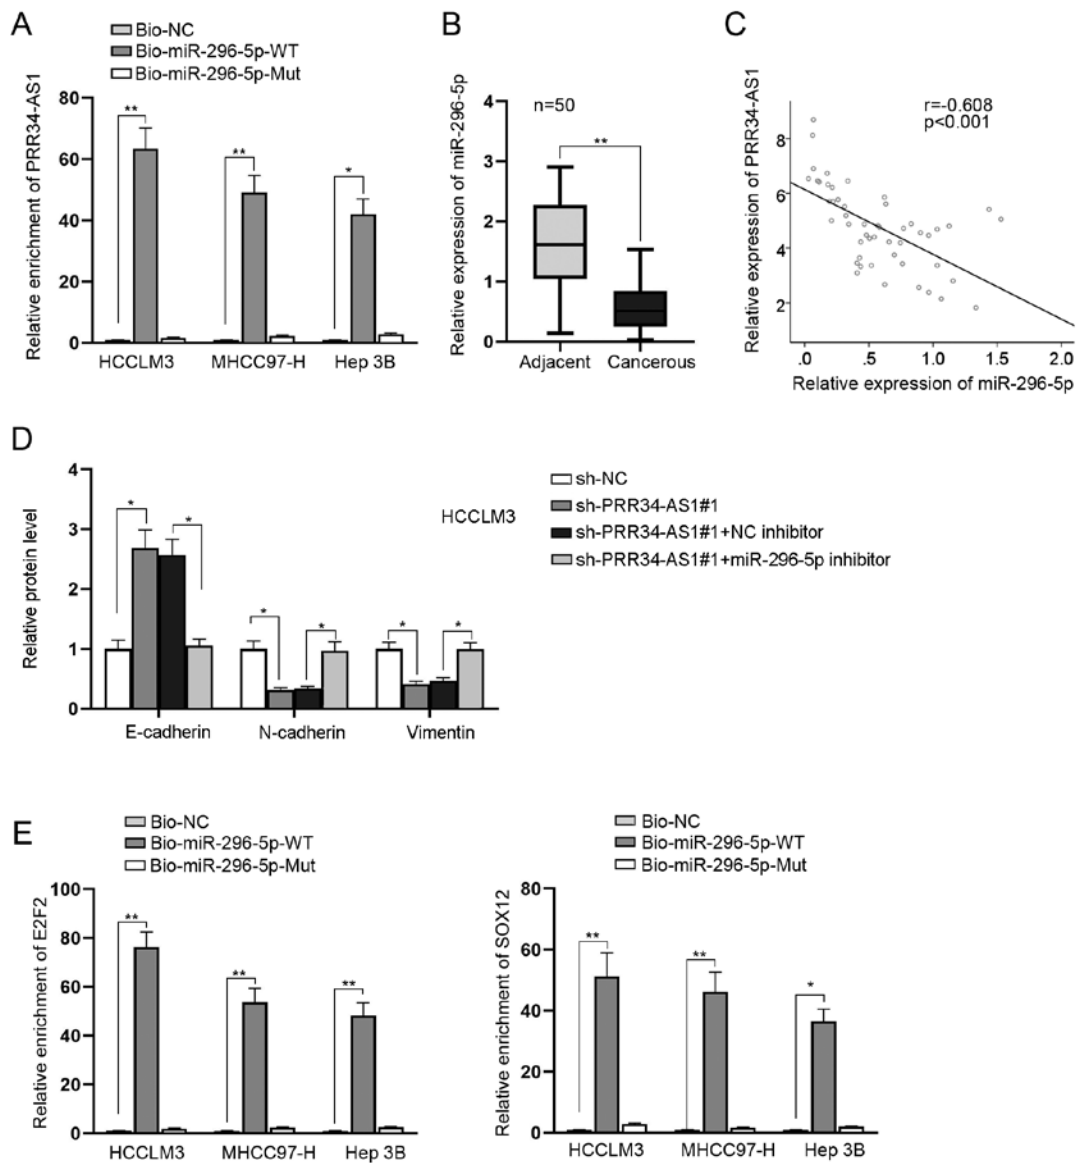 A
Bio-NC
Bio-miR-296-5p-WT
Bio-miR-296-5p-Mut
Relative enrichment of PRR34-AS1
80
60
40
20
0
**
**
*
HCCLM3 MHCC97-H Hep 3B
B
Relative expression of miR-296-5p
n=50
**
4
3
2
1
0
Adjacent Cancerous
C
Relative expression of PRR34-AS1
r=-0.608
p<0.001
8
6
4
2
.0 .5 1.0 1.5 2.0
Relative expression of miR-296-5p
D
Relative protein level
4
3
2
1
0
* *
* *
* *
E-cadherin N-cadherin Vimentin
HCCLM3
sh-NC
sh-PRR34-AS1#1
sh-PRR34-AS1#1+NC inhibitor
sh-PRR34-AS1#1+miR-296-5p inhibitor
E
Bio-NC
Bio-miR-296-5p-WT
Bio-miR-296-5p-Mut
Relative enrichment of E2F2
100
80
60
40
20
0
**
**
**
HCCLM3 MHCC97-H Hep 3B
Bio-NC
Bio-miR-296-5p-WT
Bio-miR-296-5p-Mut
Relative enrichment of SOX12
80
60
40
20
0
**
**
*
HCCLM3 MHCC97-H Hep 3B